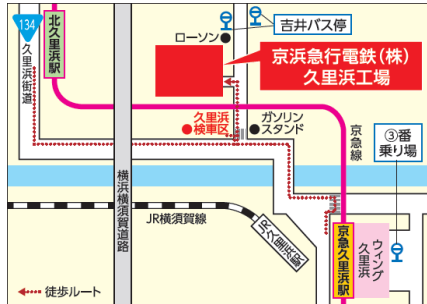 134
久里浜街道
北久里浜駅
ローソン
吉井バス停
京浜急行電鉄(株)
久里浜工場
久里浜
検車区
ガソリン
スタンド
京急線
③番
乗り場
横浜横須賀道路
JR横須賀線
JR久里浜駅
京急久里浜駅
ウィング
久里浜
徒歩ルート